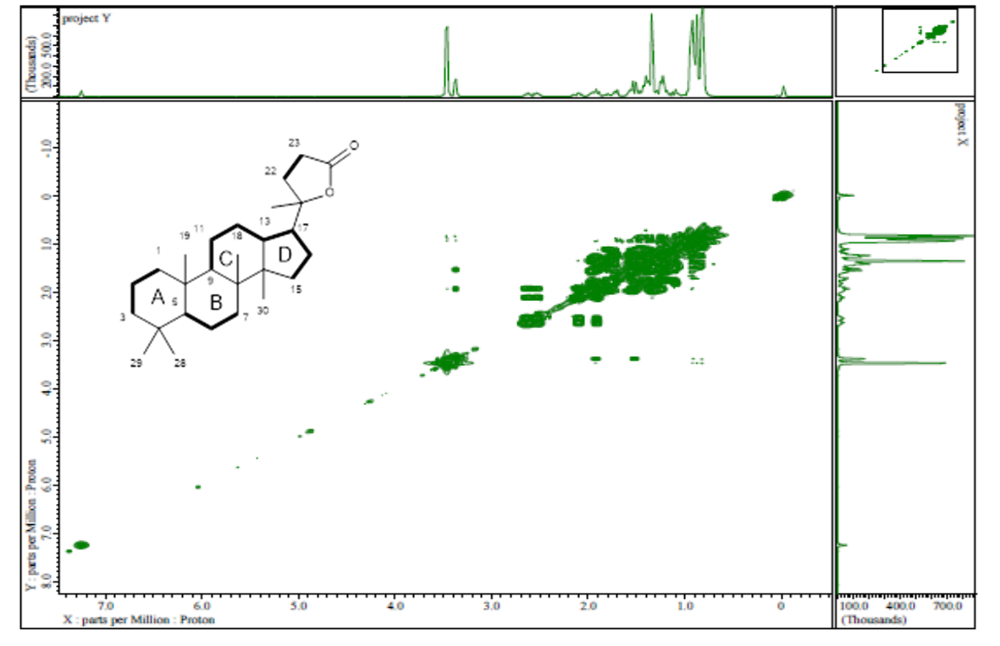 project Y
(Thousands)
200.0 500.0
project X
-1.0
0
1.0
2.0
3.0
4.0
5.0
6.0
7.0
8.0
Y : parts per Million : Proton
23
O
22
O
11
13
17
19
18
1
C
D
9
A
5
B
15
3
7
30
29
28
7.0 6.0 5.0 4.0 3.0 2.0 1.0 0
X : parts per Million : Proton
100.0 400.0 700.0
(Thousands)